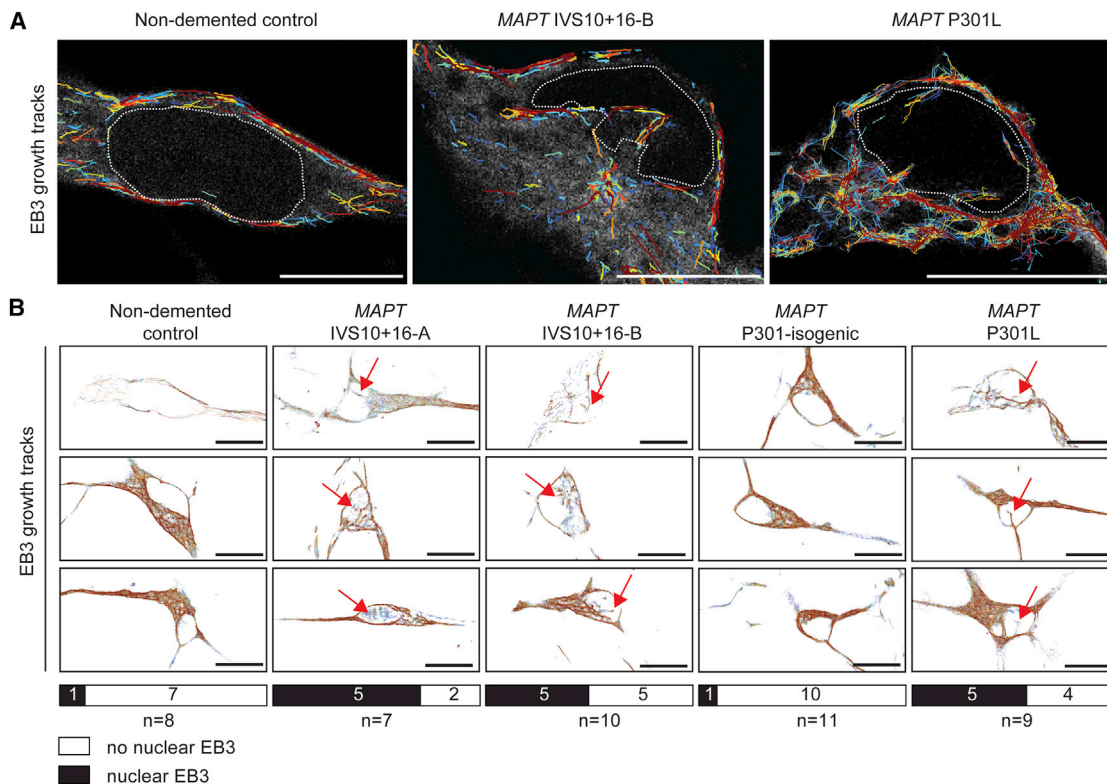 A
Non-demented control
MAPT IVS10+16-B
MAPT P301L
EB3 growth tracks
B
Non-demented
control
MAPT
IVS10+16-A
MAPT
IVS10+16-B
MAPT
P301-isogenic
MAPT
P301L
EB3 growth tracks
1 7
5 2
5 5
1 10
5 4
n=8
n=7
n=10
n=11
n=9
no nuclear EB3
nuclear EB3